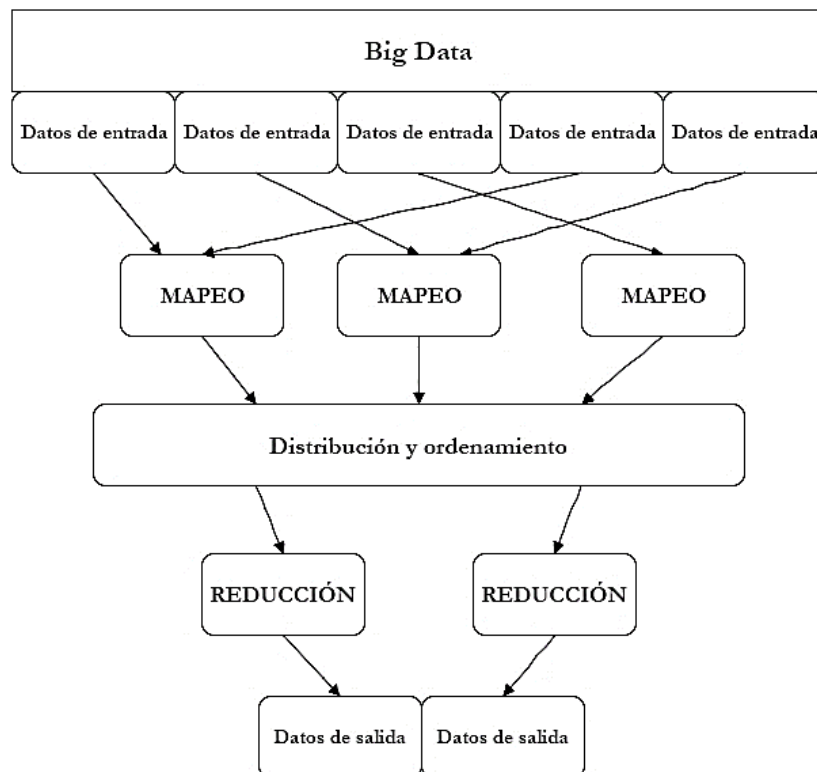 Big Data
Datos de entrada
Datos de entrada
Datos de entrada
Datos de entrada
Datos de entrada
MAPEO
MAPEO
MAPEO
Distribución y ordenamiento
REDUCCIÓN
REDUCCIÓN
Datos de salida
Datos de salida